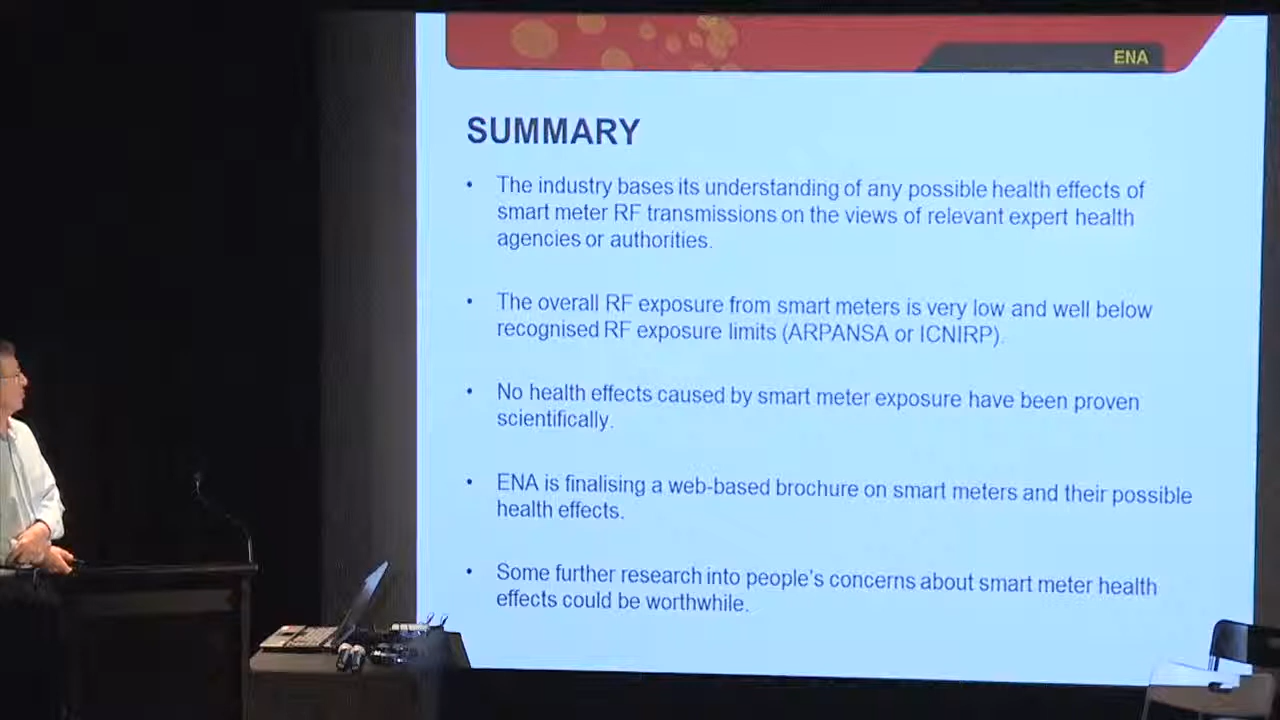 ENA
SUMMARY
• The industry bases its understanding of any possible health effects of
smart meter RF transmissions on the views of relevant expert health
agencies or authorities.
• The overall RF exposure from smart meters is very low and well below
recognised RF exposure limits (ARPANSA or ICNIRP).
• No health effects caused by smart meter exposure have been proven
scientifically.
• ENA is finalising a web-based brochure on smart meters and their possible
health effects.
• Some further research into people's concerns about smart meter health
effects could be worthwhile.